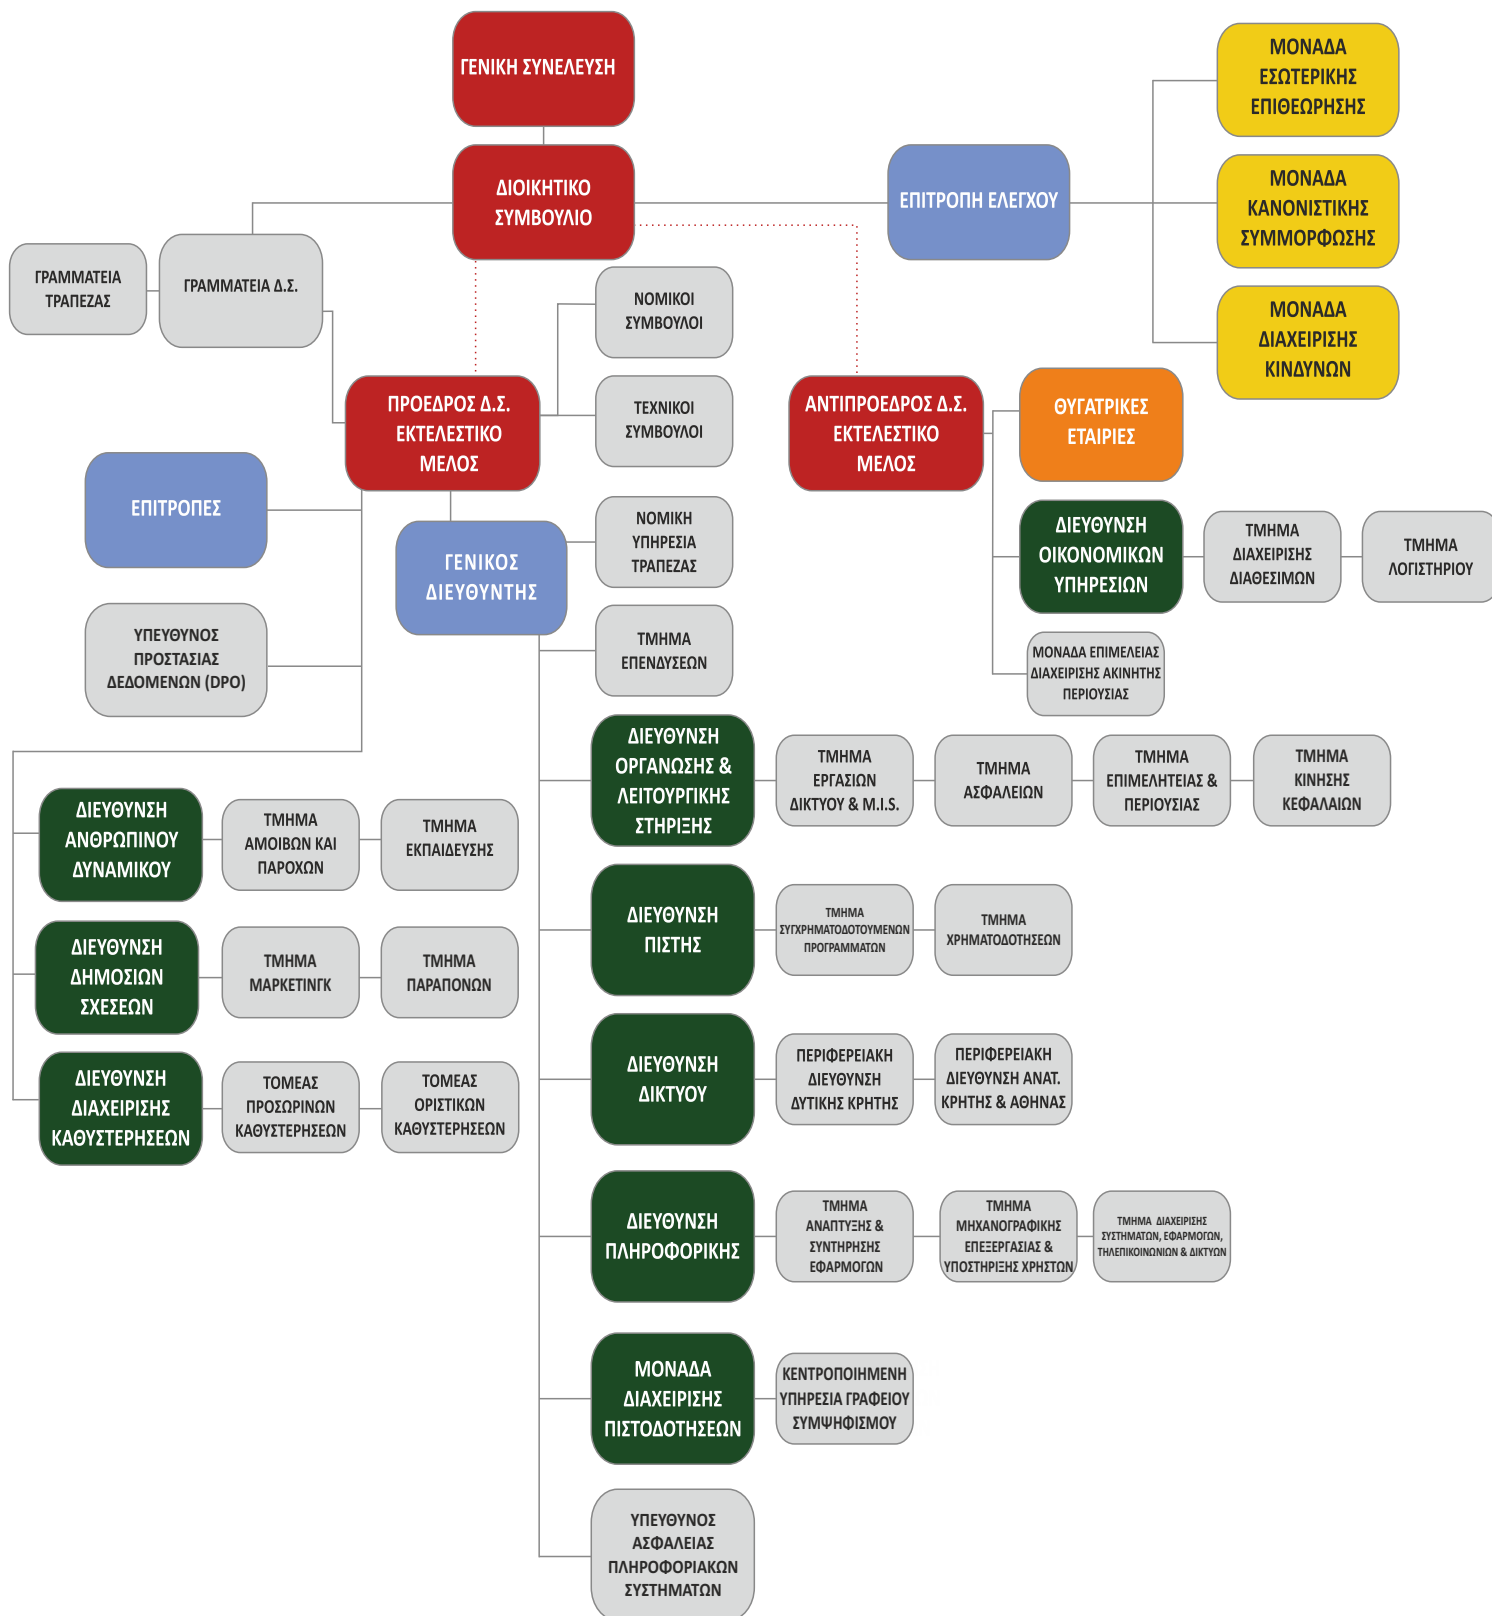 ΓΕΝΙΚΗ ΣΥΝΕΛΕΥΣΗ
ΔΙΟΙΚΗΤΙΚΟ
ΣΥΜΒΟΥΛΙΟ
ΕΠΙΤΡΟΠΗ ΕΛΕΓΧΟΥ
ΜΟΝΑΔΑ
ΕΣΩΤΕΡΙΚΗΣ
ΕΠΙΘΕΩΡΗΣΗΣ
ΜΟΝΑΔΑ
ΚΑΝΟΝΙΣΤΙΚΗΣ
ΣΥΜΜΟΡΦΩΣΗΣ
ΜΟΝΑΔΑ
ΔΙΑΧΕΙΡΙΣΗΣ
ΚΙΝΔΥΝΩΝ
ΓΡΑΜΜΑΤΕΙΑ
ΤΡΑΠΕΖΑΣ
ΓΡΑΜΜΑΤΕΙΑ Δ.Σ.
ΝΟΜΙΚΟΙ
ΣΥΜΒΟΥΛΟΙ
ΤΕΧΝΙΚΟΙ
ΣΥΜΒΟΥΛΟΙ
ΠΡΟΕΔΡΟΣ Δ.Σ.
ΕΚΤΕΛΕΣΤΙΚΟ
ΜΕΛΟΣ
ΑΝΤΙΠΡΟΕΔΡΟΣ Δ.Σ.
ΕΚΤΕΛΕΣΤΙΚΟ
ΜΕΛΟΣ
ΘΥΓΑΤΡΙΚΕΣ
ΕΤΑΙΡΙΕΣ
ΔΙΕΥΘΥΝΣΗ
ΟΙΚΟΝΟΜΙΚΩΝ
ΥΠΗΡΕΣΙΩΝ
ΤΜΗΜΑ
ΔΙΑΧΕΙΡΙΣΗΣ
ΔΙΑΘΕΣΙΜΩΝ
ΤΜΗΜΑ
ΛΟΓΙΣΤΗΡΙΟΥ
ΜΟΝΑΔΑ ΕΠΙΜΕΛΕΙΑΣ
ΔΙΑΧΕΙΡΙΣΗΣ ΑΚΙΝΗΤΗΣ
ΠΕΡΙΟΥΣΙΑΣ
ΕΠΙΤΡΟΠΕΣ
ΓΕΝΙΚΟΣ
ΔΙΕΥΘΥΝΤΗΣ
ΝΟΜΙΚΗ
ΥΠΗΡΕΣΙΑ
ΤΡΑΠΕΖΑΣ
ΤΜΗΜΑ
ΕΠΕΝΔΥΣΕΩΝ
ΥΠΕΥΘΥΝΟΣ
ΠΡΟΣΤΑΣΙΑΣ
ΔΕΔΟΜΕΝΩΝ (DPO)
ΔΙΕΥΘΥΝΣΗ
ΟΡΓΑΝΩΣΗΣ &
ΛΕΙΤΟΥΡΓΙΚΗΣ
ΣΤΗΡΙΞΗΣ
ΤΜΗΜΑ
ΕΡΓΑΣΙΩΝ
ΔΙΚΤΥΟΥ & M.I.S.
ΤΜΗΜΑ
ΑΣΦΑΛΕΙΩΝ
ΤΜΗΜΑ
ΕΠΙΜΕΛΗΤΕΙΑΣ &
ΠΕΡΙΟΥΣΙΑΣ
ΤΜΗΜΑ
ΚΙΝΗΣΗΣ
ΚΕΦΑΛΑΙΩΝ
ΔΙΕΥΘΥΝΣΗ
ΑΝΘΡΩΠΙΝΟΥ
ΔΥΝΑΜΙΚΟΥ
ΤΜΗΜΑ
ΑΜΟΙΒΩΝ ΚΑΙ
ΠΑΡΟΧΩΝ
ΤΜΗΜΑ
ΕΚΠΑΙΔΕΥΣΗΣ
ΔΙΕΥΘΥΝΣΗ
ΠΙΣΤΗΣ
ΤΜΗΜΑ
ΣΥΓΧΡΗΜΑΤΟΔΟΤΟΥΜΕΝΩΝ
ΠΡΟΓΡΑΜΜΑΤΩΝ
ΤΜΗΜΑ
ΧΡΗΜΑΤΟΔΟΤΗΣΕΩΝ
ΔΙΕΥΘΥΝΣΗ
ΔΗΜΟΣΙΩΝ
ΣΧΕΣΕΩΝ
ΤΜΗΜΑ
ΜΑΡΚΕΤΙΝΓΚ
ΤΜΗΜΑ
ΠΑΡΑΠΟΝΩΝ
ΔΙΕΥΘΥΝΣΗ
ΔΙΚΤΥΟΥ
ΠΕΡΙΦΕΡΕΙΑΚΗ
ΔΙΕΥΘΥΝΣΗ
ΔΥΤΙΚΗΣ ΚΡΗΤΗΣ
ΠΕΡΙΦΕΡΕΙΑΚΗ
ΔΙΕΥΘΥΝΣΗ ΑΝΑΤ.
ΚΡΗΤΗΣ & ΑΘΗΝΑΣ
ΔΙΕΥΘΥΝΣΗ
ΔΙΑΧΕΙΡΙΣΗΣ
ΚΑΘΥΣΤΕΡΗΣΕΩΝ
ΤΟΜΕΑΣ
ΠΡΟΣΩΡΙΝΩΝ
ΚΑΘΥΣΤΕΡΗΣΕΩΝ
ΤΟΜΕΑΣ
ΟΡΙΣΤΙΚΩΝ
ΚΑΘΥΣΤΕΡΗΣΕΩΝ
ΔΙΕΥΘΥΝΣΗ
ΠΛΗΡΟΦΟΡΙΚΗΣ
ΤΜΗΜΑ
ΑΝΑΠΤΥΞΗΣ &
ΣΥΝΤΗΡΗΣΗΣ
ΕΦΑΡΜΟΓΩΝ
ΤΜΗΜΑ
ΜΗΧΑΝΟΓΡΑΦΙΚΗΣ
ΕΠΕΞΕΡΓΑΣΙΑΣ &
ΥΠΟΣΤΗΡΙΞΗΣ ΧΡΗΣΤΩΝ
ΤΜΗΜΑ ΔΙΑΧΕΙΡΙΣΗΣ
ΣΥΣΤΗΜΑΤΩΝ, ΕΦΑΡΜΟΓΩΝ,
ΤΗΛΕΠΙΚΟΙΝΩΝΙΩΝ & ΔΙΚΤΥΩΝ
ΜΟΝΑΔΑ
ΔΙΑΧΕΙΡΙΣΗΣ
ΠΙΣΤΟΔΟΤΗΣΕΩΝ
ΚΕΝΤΡΟΠΟΙΗΜΕΝΗ
ΥΠΗΡΕΣΙΑ ΓΡΑΦΕΙΟΥ
ΣΥΜΨΗΦΙΣΜΟΥ
ΥΠΕΥΘΥΝΟΣ
ΑΣΦΑΛΕΙΑΣ
ΠΛΗΡΟΦΟΡΙΑΚΩΝ
ΣΥΣΤΗΜΑΤΩΝ